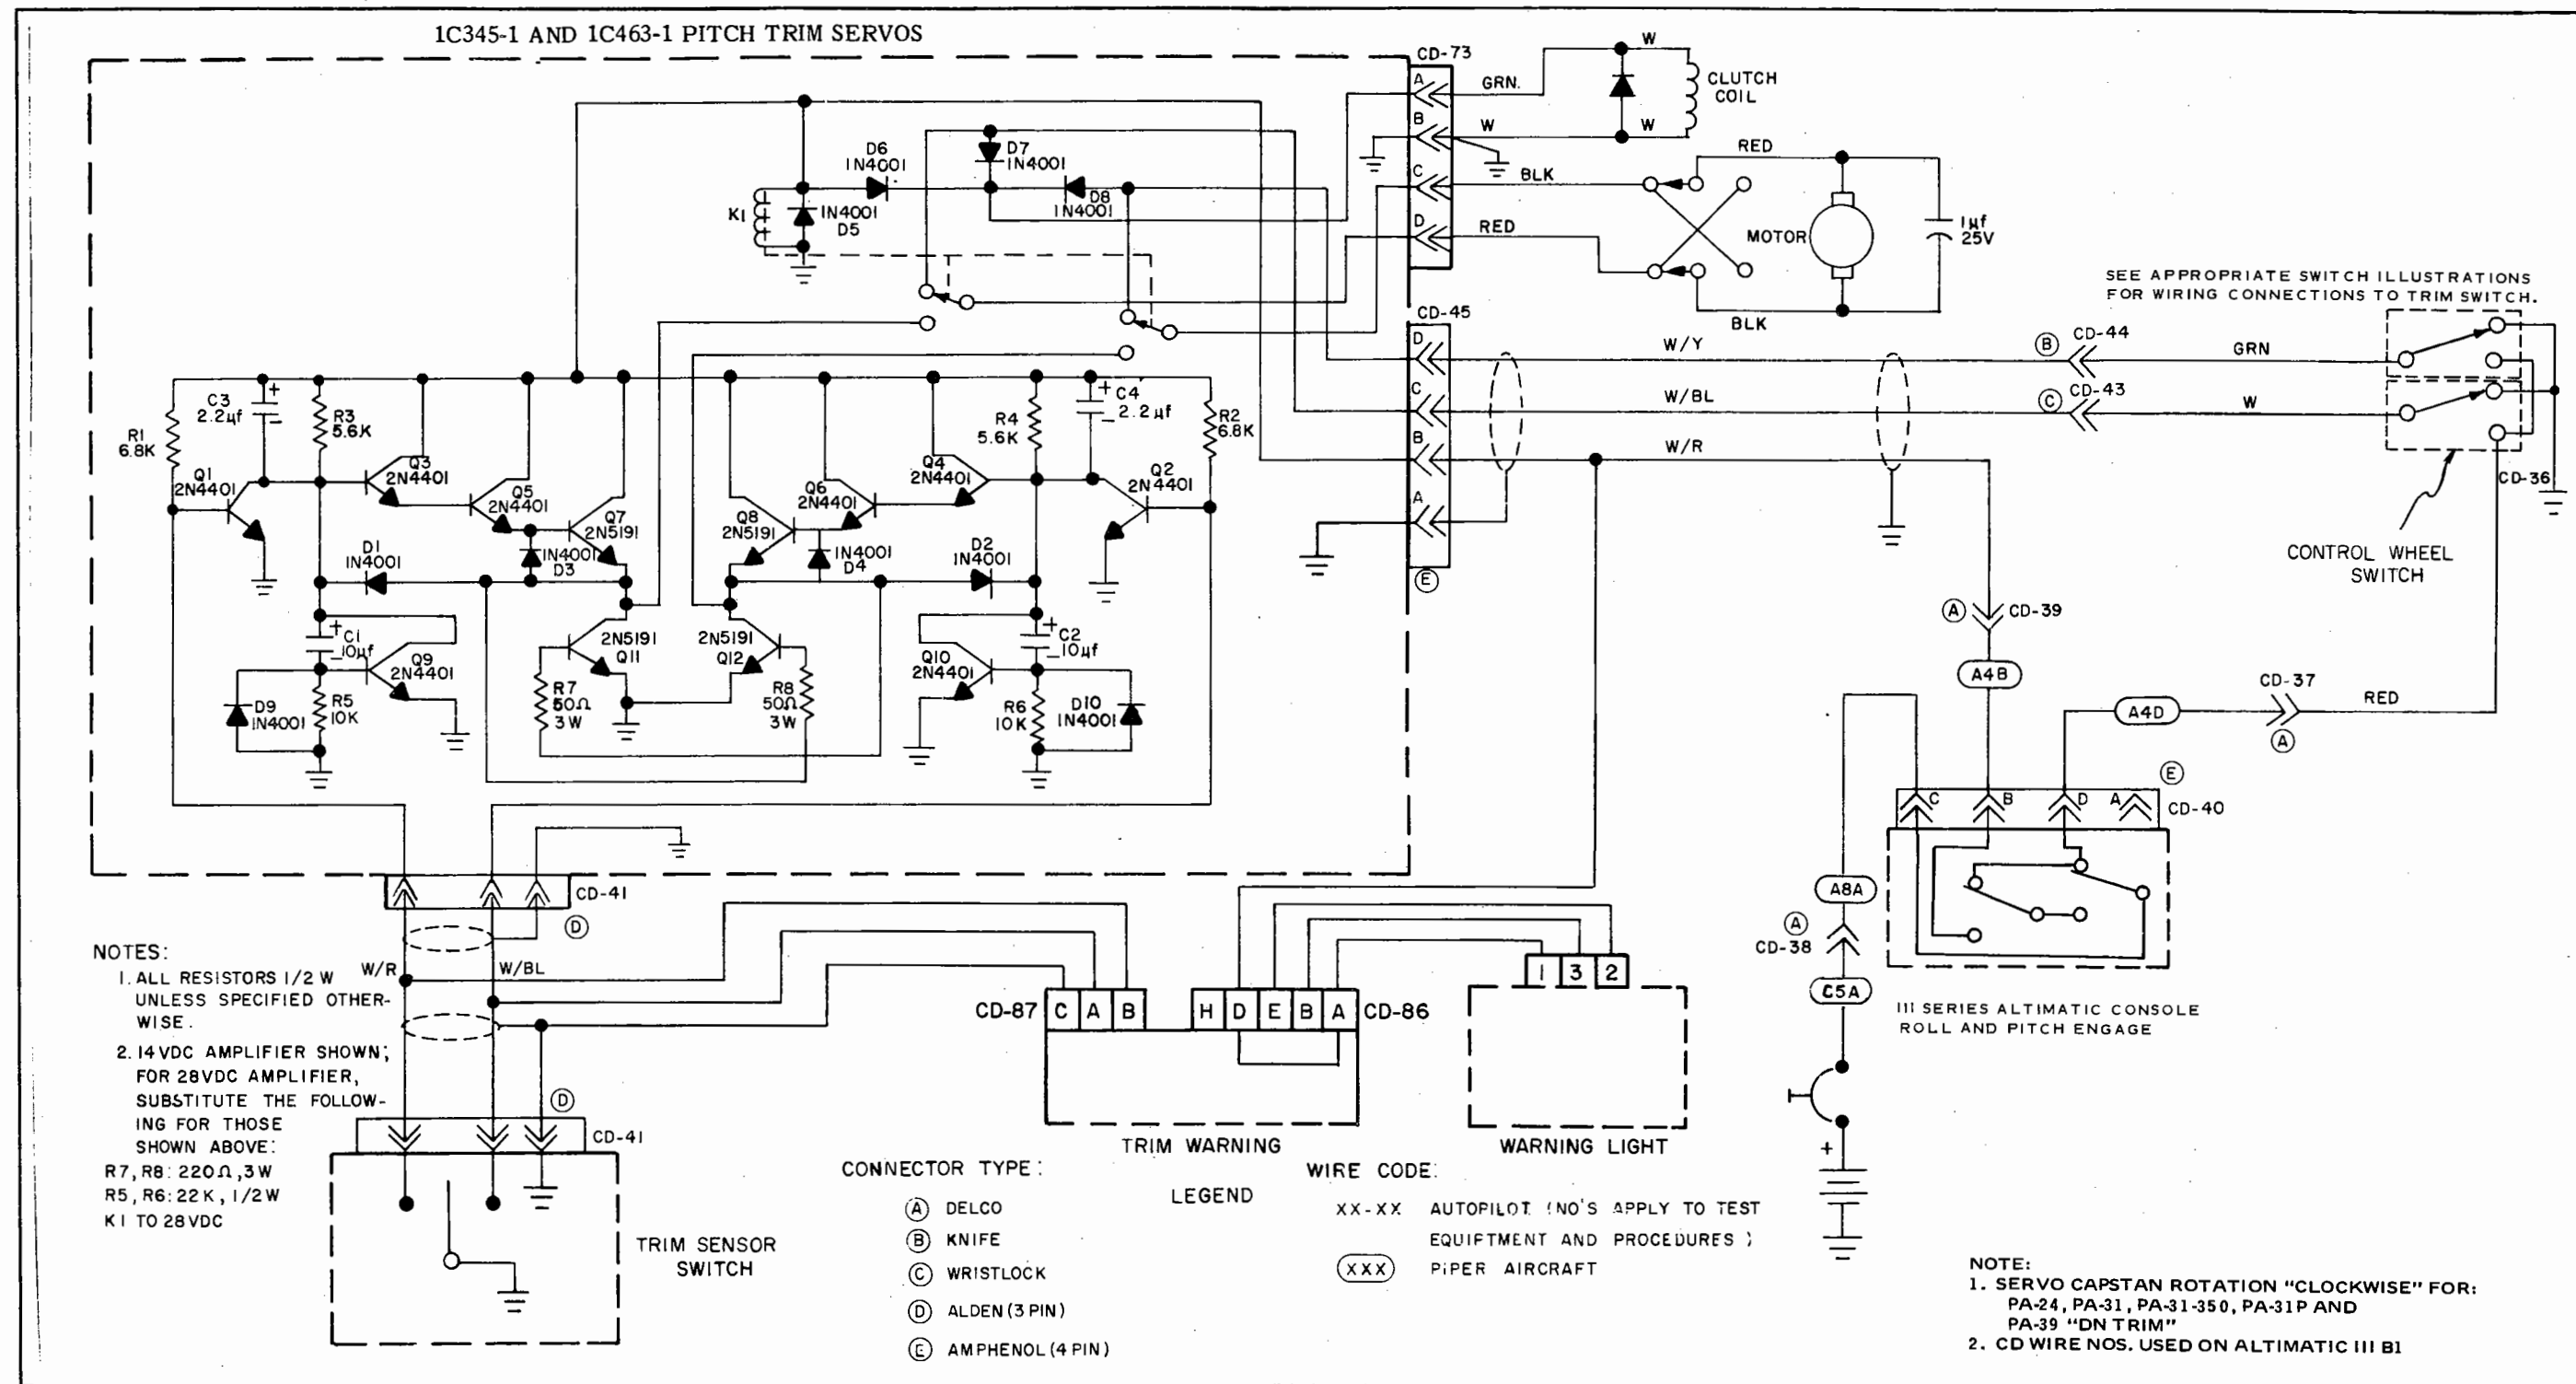 1C345-1 AND 1C463-1 PITCH TRIM SERVOS
CD-73
A
GRN.
W
CLUTCH
COIL
B
W
W
C
BLK
RED
D
RED
MOTOR
1µf
25V
BLK
D6
1N4001
D7
1N4001
D8
1N4001
K1
1N4001
D5
SEE APPROPRIATE SWITCH ILLUSTRATIONS
FOR WIRING CONNECTIONS TO TRIM SWITCH.
CD-45
D
W/Y
B
CD-44
GRN
C
W/BL
C
CD-43
W
B
W/R
CD-36
A
E
CONTROL WHEEL
SWITCH
R1
6.8K
C3
2.2µf
+
-
R3
5.6K
Q1
2N4401
Q3
2N4401
Q5
2N4401
Q7
2N5191
D1
1N4001
1N4001
D3
Q8
2N5191
Q6
2N4401
Q4
2N4401
R4
5.6K
C4
2.2µf
+
-
R2
6.8K
Q2
2N4401
1N4001
D4
D2
1N4001
+
C1
-
10µf
Q9
2N4401
D9
1N4001
R5
10K
2N5191
Q11
2N5191
Q12
R7
50Ω
3W
R8
50Ω
3W
Q10
2N4401
+
C2
-
10µf
R6
10K
D10
1N4001
A
CD-39
A4B
A4D
CD-37
A
RED
E
C
B
D
A
CD-40
A8A
A
CD-38
C5A
III SERIES ALTIMATIC CONSOLE
ROLL AND PITCH ENGAGE
+
CD-41
D
W/R
W/BL
NOTES:
1. ALL RESISTORS 1/2 W
UNLESS SPECIFIED OTHER-
WISE.
2. 14VDC AMPLIFIER SHOWN;
FOR 28VDC AMPLIFIER,
SUBSTITUTE THE FOLLOW-
ING FOR THOSE
SHOWN ABOVE:
R7, R8: 220Ω, 3W
R5, R6: 22K, 1/2W
K1 TO 28VDC
D
CD-41
TRIM SENSOR
SWITCH
CD-87
C A B
H D E B A
CD-86
TRIM WARNING
1 3 2
WARNING LIGHT
LEGEND
CONNECTOR TYPE:
A DELCO
B KNIFE
C WRISTLOCK
D ALDEN (3 PIN)
E AMPHENOL (4 PIN)
WIRE CODE:
XX-XX AUTOPILOT (NO'S APPLY TO TEST
EQUIFTMENT AND PROCEDURES )
XXX PIPER AIRCRAFT
NOTE:
1. SERVO CAPSTAN ROTATION "CLOCKWISE" FOR:
PA-24, PA-31, PA-31-350, PA-31P AND
PA-39 "DN TRIM"
2. CD WIRE NOS. USED ON ALTIMATIC III B1